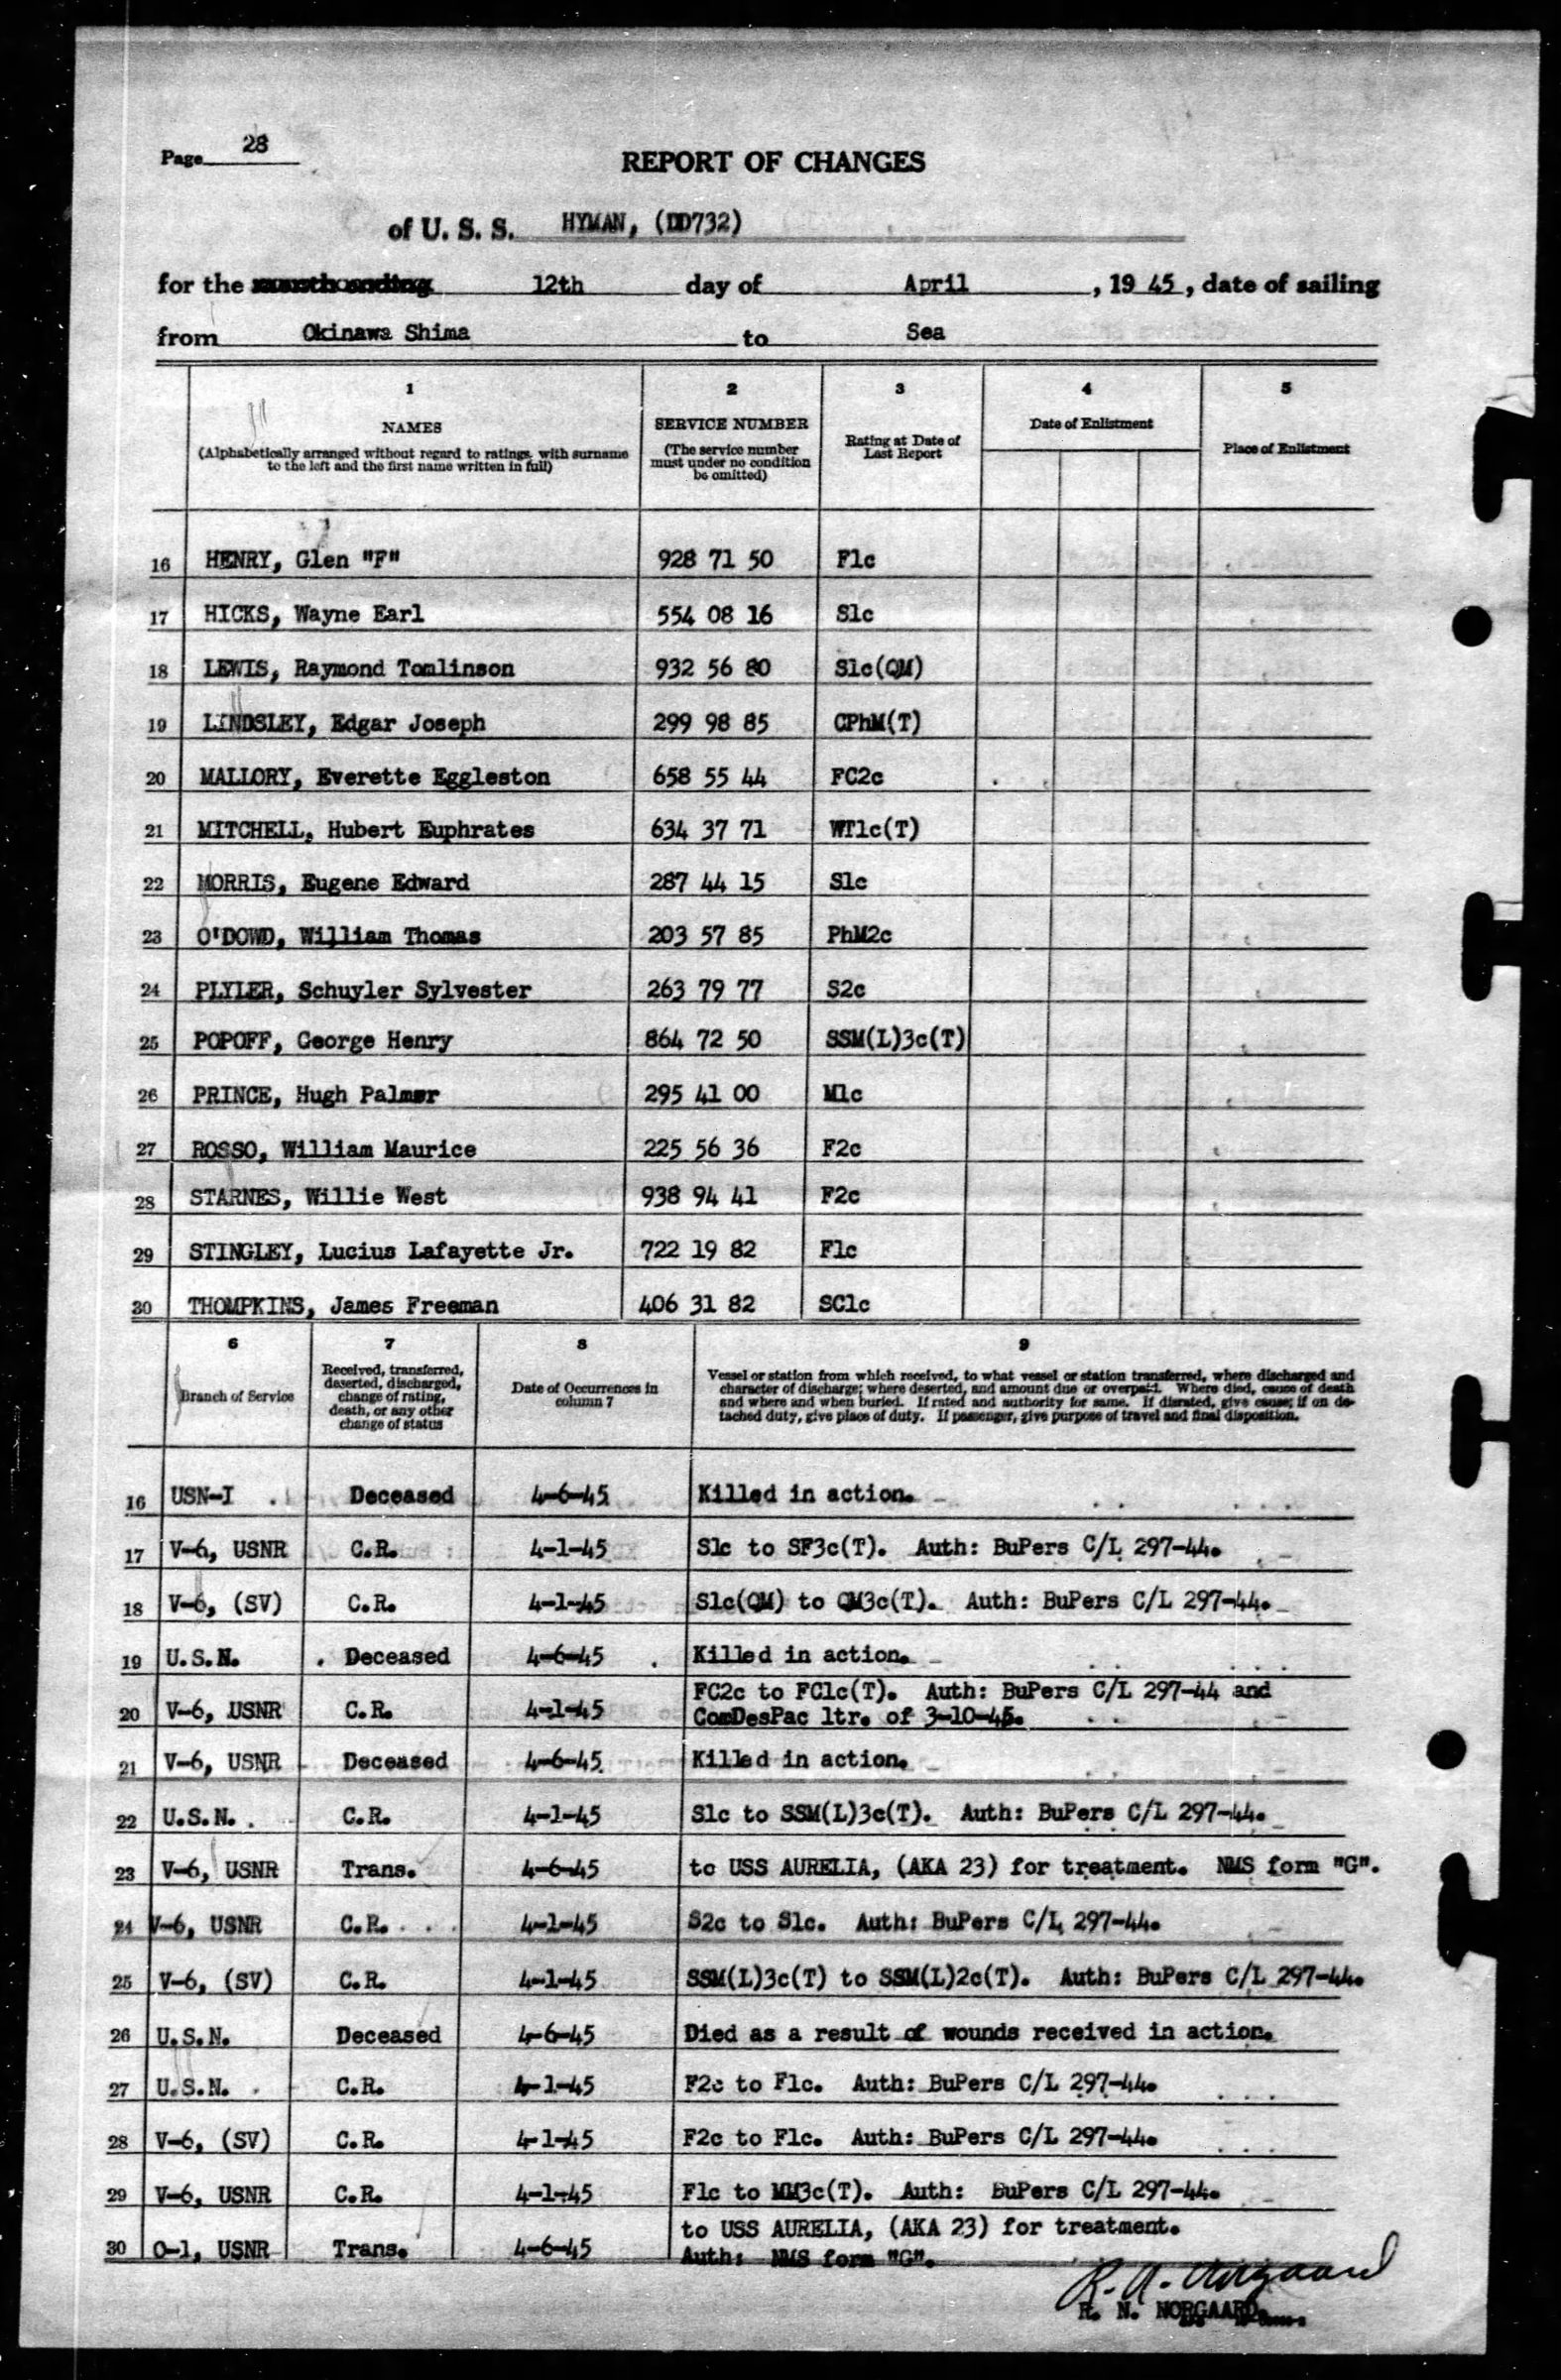 Page 28
REPORT OF CHANGES
of U. S. S. HYMAN, (DD732)
for the month ending 12th day of April, 19 45, date of sailing
from Okinawa Shima to Sea
1 2 3 4 5
NAMES
(Alphabetically arranged without regard to ratings, with surname
to the left and the first name written in full)
SERVICE NUMBER
(The service number
must under no condition
be omitted)
Rating at Date of
Last Report
Date of Enlistment
Place of Enlistment
16 HENRY, Glen "F" 928 71 50 F1c
17 HICKS, Wayne Earl 554 08 16 S1c
18 LEWIS, Raymond Tomlinson 932 56 80 S1c(QM)
19 LINDSLEY, Edgar Joseph 299 98 85 CPhM(T)
20 MALLORY, Everette Eggleston 658 55 44 FC2c
21 MITCHELL, Hubert Euphrates 634 37 71 WT1c(T)
22 MORRIS, Eugene Edward 287 44 15 S1c
23 O'DOWD, William Thomas 203 57 85 PhM2c
24 PLYLER, Schuyler Sylvester 263 79 77 S2c
25 POPOFF, George Henry 864 72 50 SSM(L)3c(T)
26 PRINCE, Hugh Palmer 295 41 00 M1c
27 ROSSO, William Maurice 225 56 36 F2c
28 STARNES, Willie West 938 94 41 F2c
29 STINGLEY, Lucius Lafayette Jr. 722 19 82 F1c
30 THOMPKINS, James Freeman 406 31 82 SC1c
6 7 8 9
Branch of Service
Received, transferred,
deserted, discharged,
change of rating,
death, or any other
change of status
Date of Occurrences in
column 7
Vessel or station from which received, to what vessel or station transferred, where discharged and
character of discharge; where deserted, and amount due or overpaid. Where died, cause of death
and where and when buried. If rated and authority for same. If disrated, give cause; if on de-
tached duty, give place of duty. If passenger, give purpose of travel and final disposition.
16 USN-I Deceased 4-6-45 Killed in action.
17 V-6, USNR C.R. 4-1-45 S1c to SF3c(T). Auth: BuPers C/L 297-44.
18 V-6, (SV) C.R. 4-1-45 S1c(QM) to QM3c(T). Auth: BuPers C/L 297-44.
19 U.S.N. Deceased 4-6-45 Killed in action.
20 V-6, USNR C.R. 4-1-45 FC2c to FC1c(T). Auth: BuPers C/L 297-44 and
ComDesPac ltr. of 3-10-45.
21 V-6, USNR Deceased 4-6-45 Killed in action.
22 U.S.N. C.R. 4-1-45 S1c to SSM(L)3c(T). Auth: BuPers C/L 297-44.
23 V-6, USNR Trans. 4-6-45 to USS AURELIA, (AKA 23) for treatment. NMS form "G".
24 V-6, USNR C.R. 4-1-45 S2c to S1c. Auth: BuPers C/L 297-44.
25 V-6, (SV) C.R. 4-1-45 SSM(L)3c(T) to SSM(L)2c(T). Auth: BuPers C/L 297-44.
26 U.S.N. Deceased 4-6-45 Died as a result of wounds received in action.
27 U.S.N. C.R. 4-1-45 F2c to F1c. Auth: BuPers C/L 297-44.
28 V-6, (SV) C.R. 4-1-45 F2c to F1c. Auth: BuPers C/L 297-44.
29 V-6, USNR C.R. 4-1-45 F1c to MM3c(T). Auth: BuPers C/L 297-44.
30 O-1, USNR Trans. 4-6-45 to USS AURELIA, (AKA 23) for treatment.
Auth: NMS form "G".
R. N. Norgaard
R. N. NORGAARD,